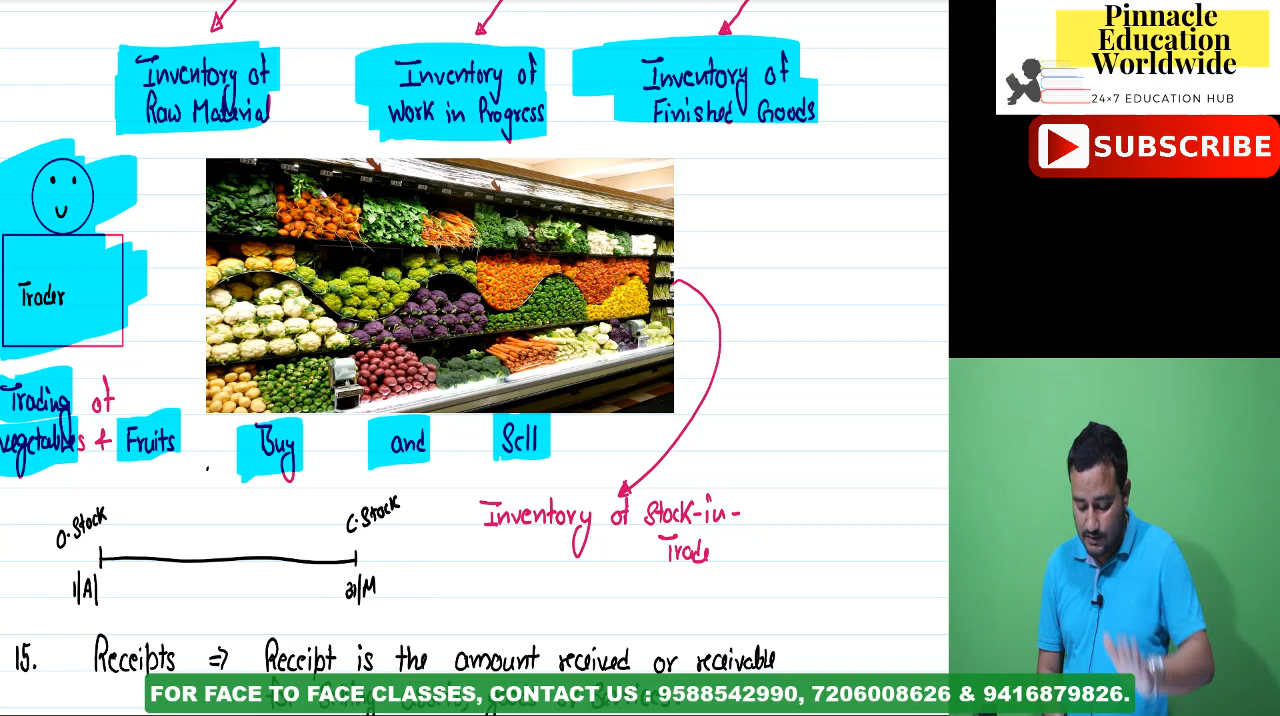 Inventory of
Raw Material
Inventory of
Work in Progress
Inventory of
Finished Goods
Pinnacle
Education
Worldwide
24×7 EDUCATION HUB
SUBSCRIBE
Trader
Trading of
vegetables + Fruits
Buy and Sell
O.Stock
C.Stock
1|A|
31|M
Inventory of Stock-in-
Trade
15. Receipts ⇒ Receipt is the amount received or receivable
FOR FACE TO FACE CLASSES, CONTACT US : 9588542990, 7206008626 & 9416879826.